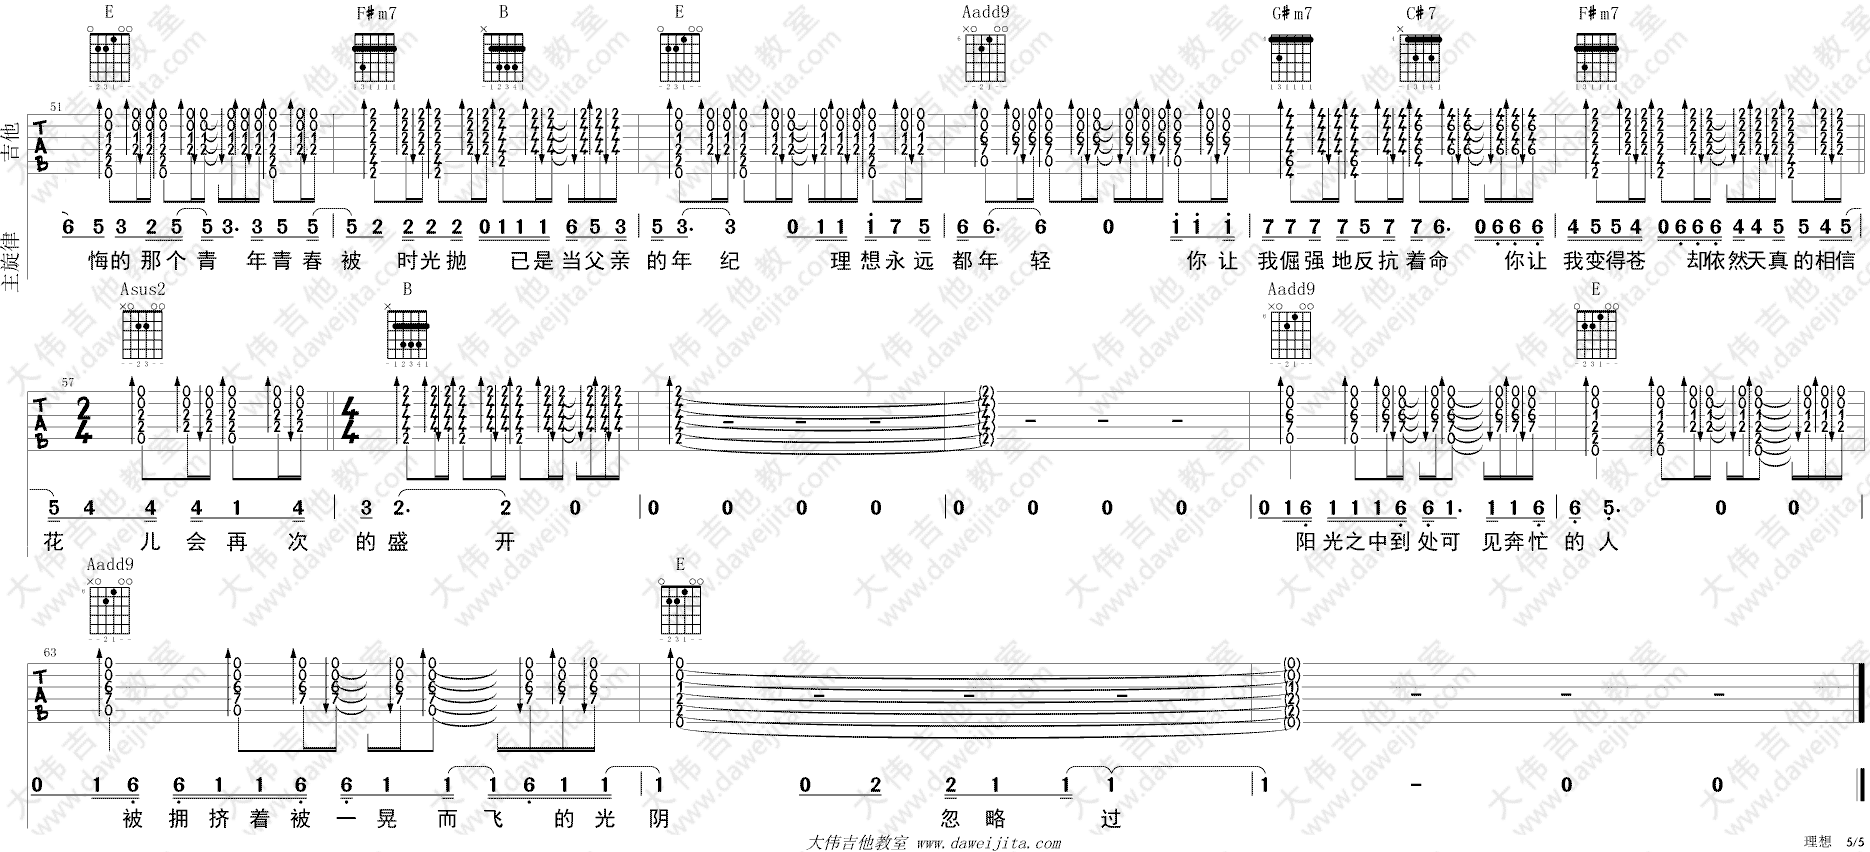 E F#m7 B E Aadd9 G#m7 C#7 F#m7
吉他
主旋律
51
T
A
B
6 5 3 2 5 5 3. 3 5 5 5 | 5 2 2 2 2 0 1 1 1 6 5 3 | 5 3. 3 0 1 1 1 7 5 | 6 6. 6 0 1 1 1 | 7 7 7 7 5 7 7 6. 0 6 6 6 | 4 5 5 4 0 6 6 6 4 4 5 5 4 5
悔的那个青年青春被时光抛 已是当父亲的年纪 理想永远都年轻 你让我倔强地反抗着命 你让我变得苍 却依然天真的相信
Asus2 B Aadd9 E
57
T
A
B
2
4
4
4
5 4 4 4 1 4 | 3 2. 2 0 | 0 0 0 0 | 0 0 0 0 | 0 1 6 1 1 1 6 6 1. 1 1 6 | 6 5. 0 0
花 儿会再次的盛 开 阳光之中到处可 见奔忙的人
Aadd9 E
63
T
A
B
0 1 6 6 1 1 6 6 1 1 1 6 1 1 | 1 0 2 2 1 1 1 | 1 - 0 0
被拥挤着被一晃 而飞的光阴 忽略 过
大伟吉他教室 www.daweijita.com
理想 5/5